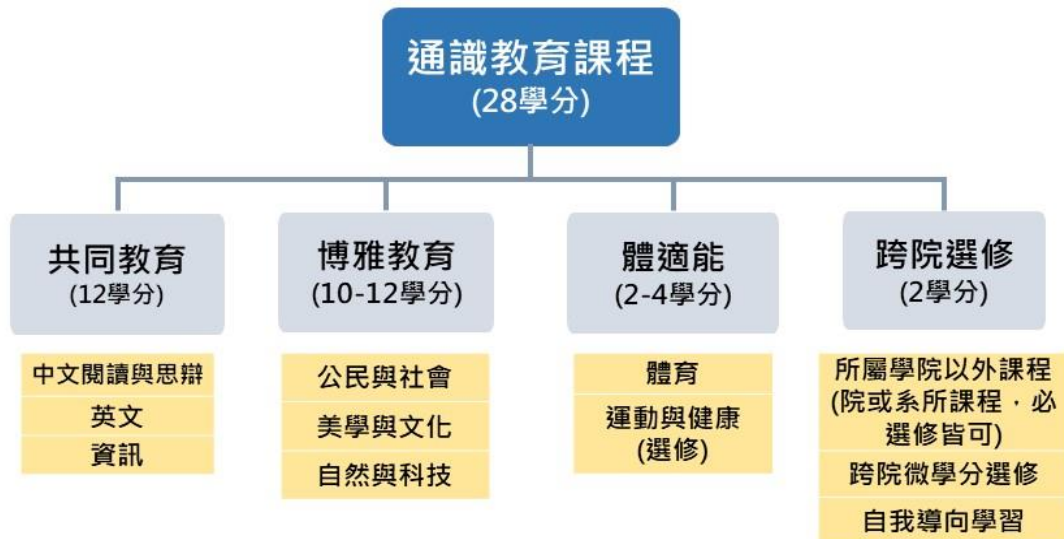 通識教育課程
(28學分)
共同教育
(12學分)
中文閱讀與思辯
英文
資訊
博雅教育
(10-12學分)
公民與社會
美學與文化
自然與科技
體適能
(2-4學分)
體育
運動與健康
(選修)
跨院選修
(2學分)
所屬學院以外課程
(院或系所課程，必
選修皆可)
跨院微學分選修
自我導向學習